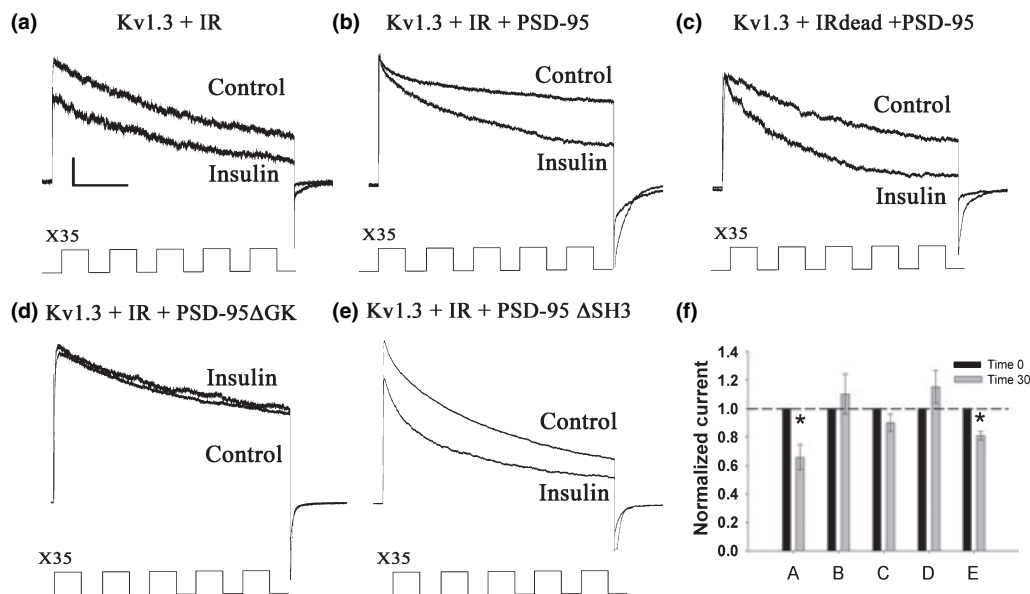 (a) Kv1.3 + IR
Control
Insulin
X35
(b) Kv1.3 + IR + PSD-95
Control
Insulin
X35
(c) Kv1.3 + IRdead +PSD-95
Control
Insulin
X35
(d) Kv1.3 + IR + PSD-95ΔGK
Insulin
Control
X35
(e) Kv1.3 + IR + PSD-95 ΔSH3
Control
Insulin
X35
(f)
Normalized current
1.4
1.2
1.0
0.8
0.6
0.4
0.2
0.0
Time 0
Time 30
*
*
A B C D E